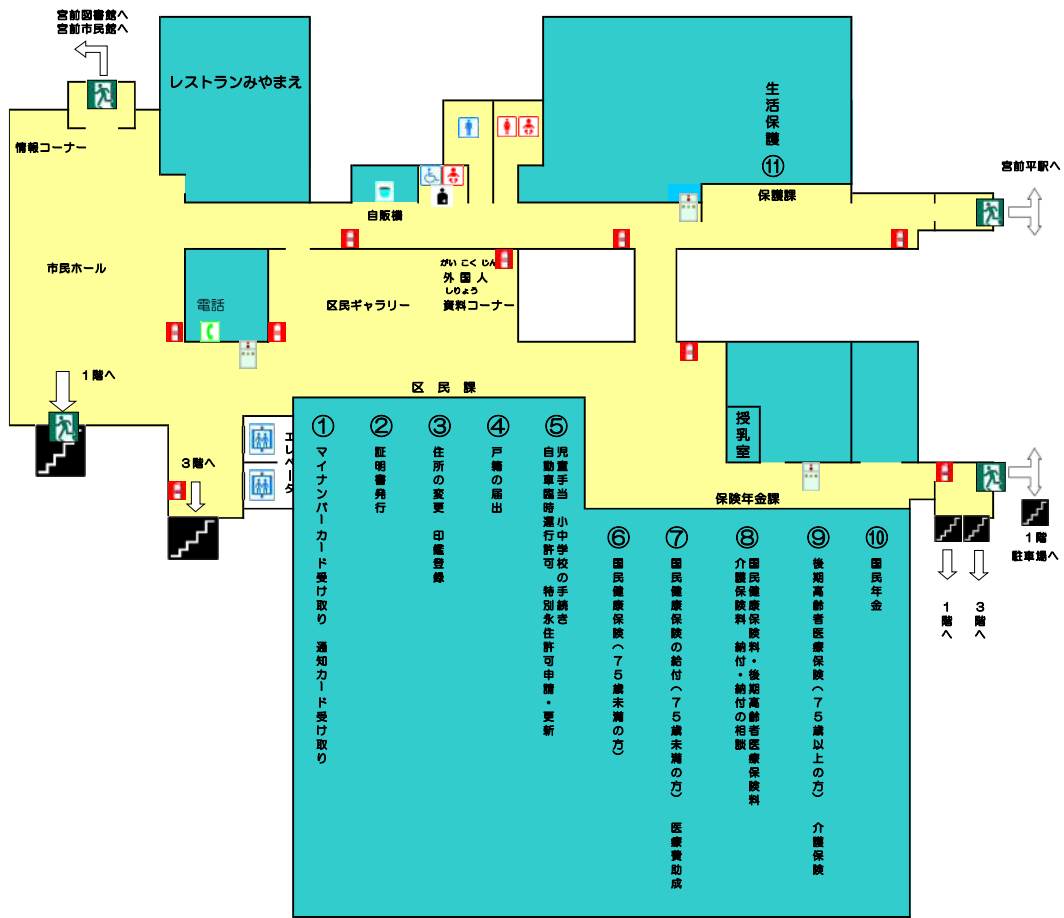 宮前図書館へ
宮前市民館へ
レストランみやまえ
情報コーナー
生活保護
⑪
保護課
宮前平駅へ
自販機
市民ホール
電話
区民ギャラリー
がいこくじん
外国人
しりょう
資料コーナー
1階へ
3階へ
エレベータ
区民課
①
マイナンバーカード受け取り 通知カード受け取り
②
証明書発行
③
住所の変更 印鑑登録
④
戸籍の届出
⑤
児童手当 小中学校の手続き
自動車臨時運行許可 特別永住許可申請・更新
授乳室
保険年金課
⑥
国民健康保険(75歳未満の方)
⑦
国民健康保険の給付(75歳未満の方) 医療費助成
⑧
国民健康保険料・後期高齢者医療保険料
介護保険料 納付・納付の相談
⑨
後期高齢者医療保険(75歳以上の方) 介護保険
⑩
国民年金
1階へ
3階へ
1階
駐車場へ